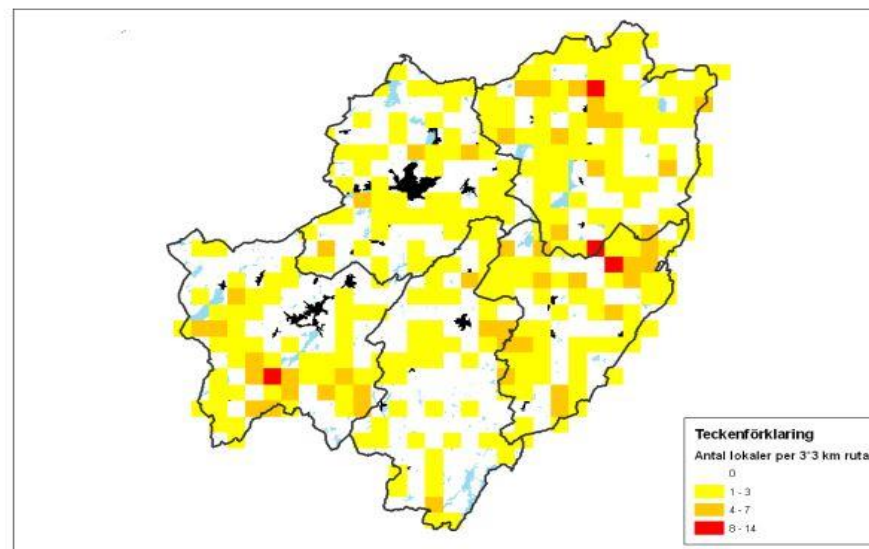 Teckenförklaring
Antal lokaler per 3*3 km ruta
0
1 - 3
4 - 7
8 - 14